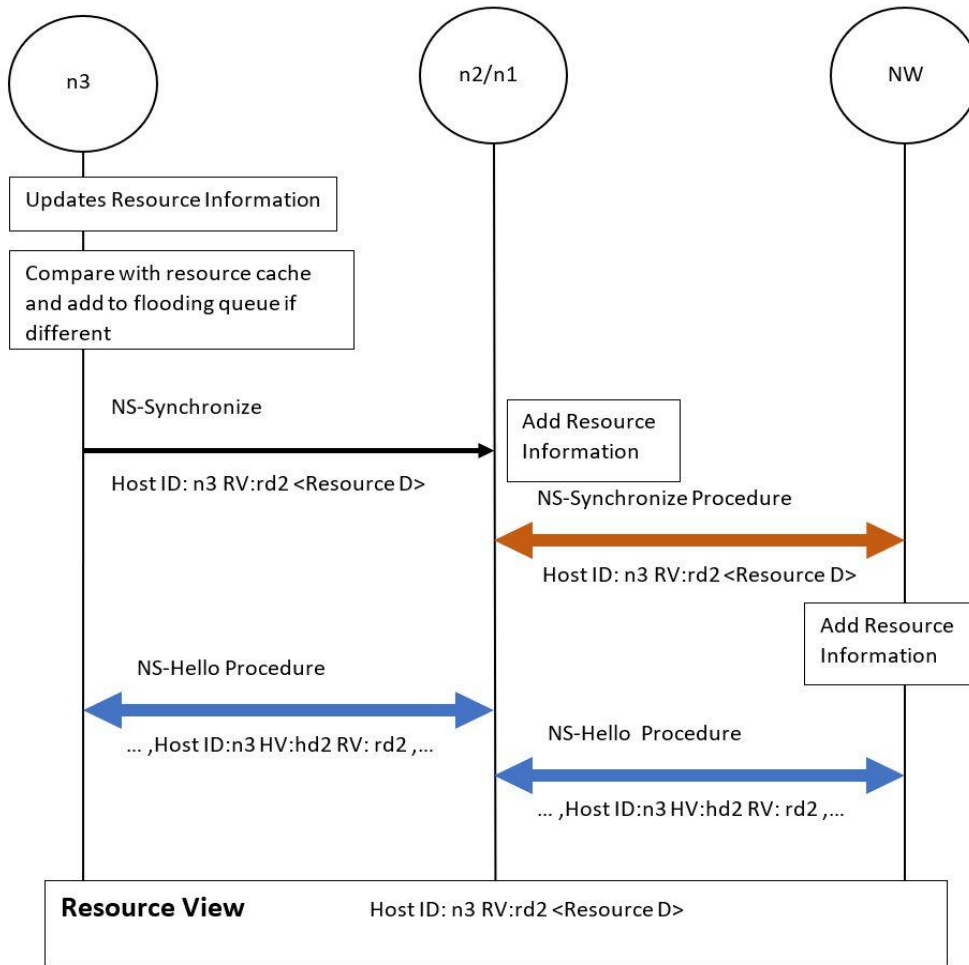 n3
n2/n1
NW
Updates Resource Information
Compare with resource cache
and add to flooding queue if
different
NS-Synchronize
Host ID: n3 RV:rd2 <Resource D>
Add Resource
Information
NS-Synchronize Procedure
Host ID: n3 RV:rd2 <Resource D>
Add Resource
Information
NS-Hello Procedure
... ,Host ID:n3 HV:hd2 RV: rd2 ,...
NS-Hello Procedure
... ,Host ID:n3 HV:hd2 RV: rd2 ,...
Resource View Host ID: n3 RV:rd2 <Resource D>